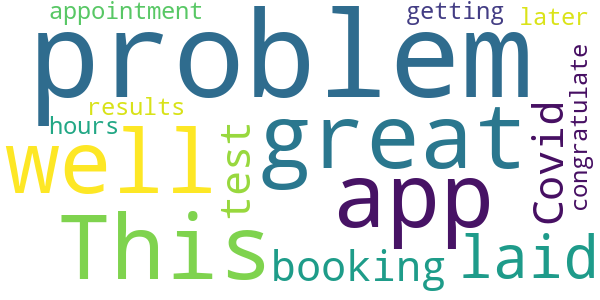 appointment
getting
later
problem
results
great
hours
well
test
Covid
congratulate
app
This
booking
laid